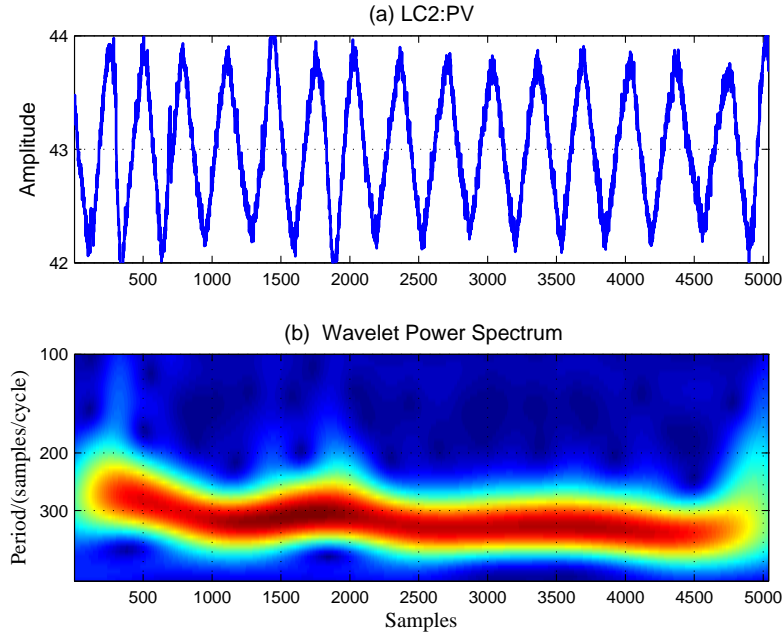 (a) LC2:PV
44
43
42
Amplitude
500 1000 1500 2000 2500 3000 3500 4000 4500 5000
(b) Wavelet Power Spectrum
100
200
300
Period/(samples/cycle)
500 1000 1500 2000 2500 3000 3500 4000 4500 5000
Samples